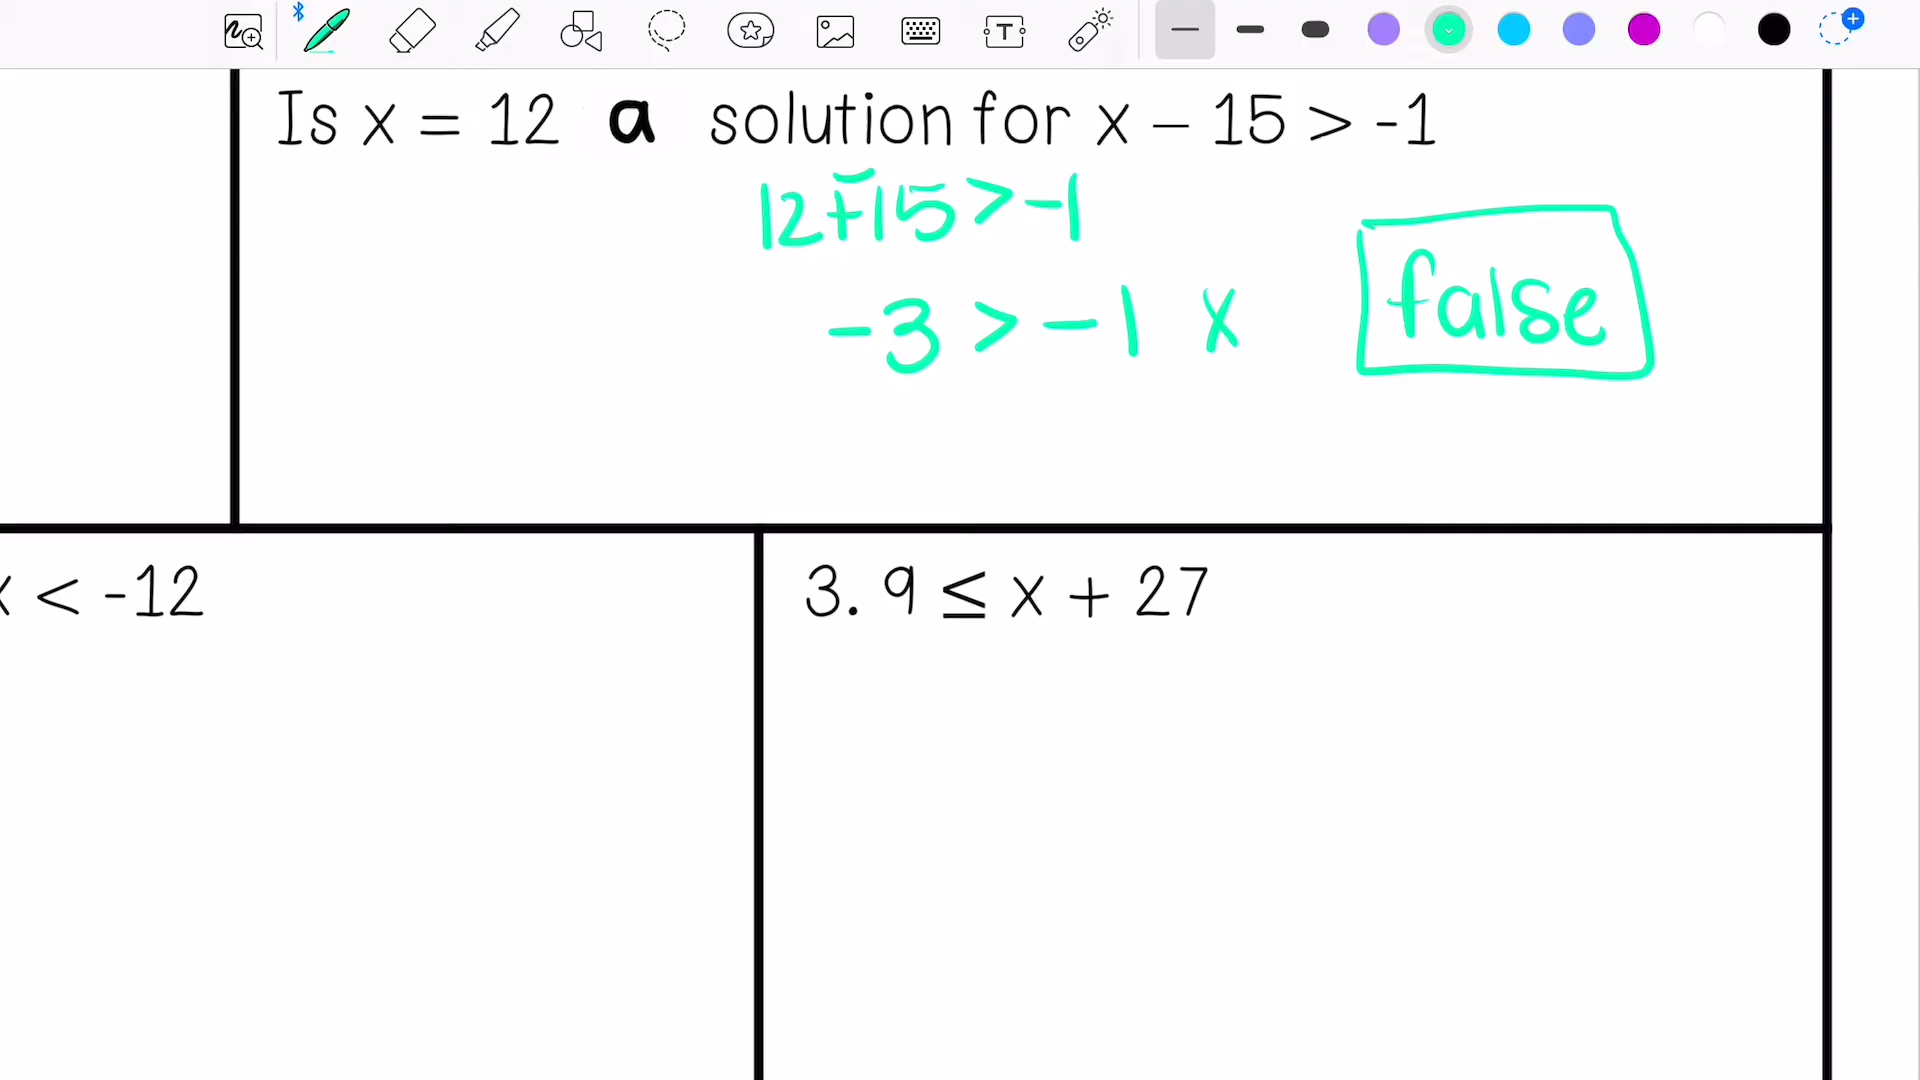 Is x = 12 a solution for x – 15 > -1
12+⁻15 > -1
-3 > -1 x
false
x < -12
3. 9 ≤ x + 27